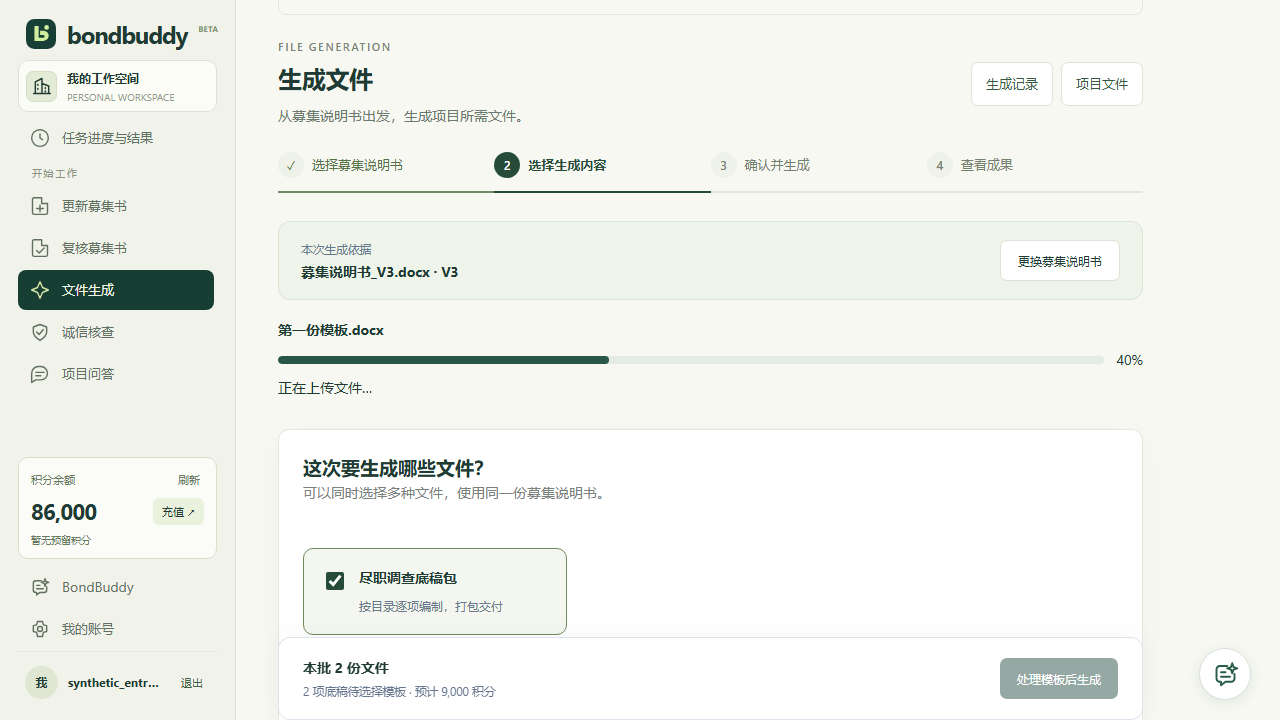 bondbuddy BETA
我的工作空间
PERSONAL WORKSPACE
任务进度与结果
开始工作
更新募集书
复核募集书
文件生成
诚信核查
项目问答
积分余额 刷新
86,000 充值 ↗
暂无预留积分
BondBuddy
我的账号
我 synthetic_entr... 退出
FILE GENERATION
生成文件
从募集说明书出发，生成项目所需文件。
生成记录 项目文件
✓ 选择募集说明书 2 选择生成内容 3 确认并生成 4 查看成果
本次生成依据
募集说明书_V3.docx · V3
更换募集说明书
第一份模板.docx
40%
正在上传文件...
这次要生成哪些文件？
可以同时选择多种文件，使用同一份募集说明书。
尽职调查底稿包
按目录逐项编制，打包交付
本批 2 份文件
2 项底稿待选择模板 · 预计 9,000 积分
处理模板后生成